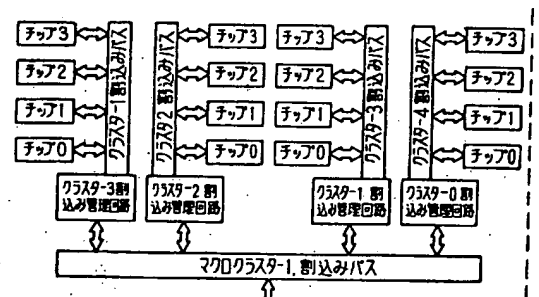 チップ3
チップ2
チップ1
チップ0
クラスター1割込みバス
クラスター3割
込み管理回路
クラスター2割込みバス
チップ3
チップ2
チップ1
チップ0
クラスター2割
込み管理回路
チップ3
チップ2
チップ1
チップ0
クラスター3割込みバス
クラスター1割
込み管理回路
クラスター4割込みバス
チップ3
チップ2
チップ1
チップ0
クラスター0割
込み管理回路
マクロクラスター1,割込みバス